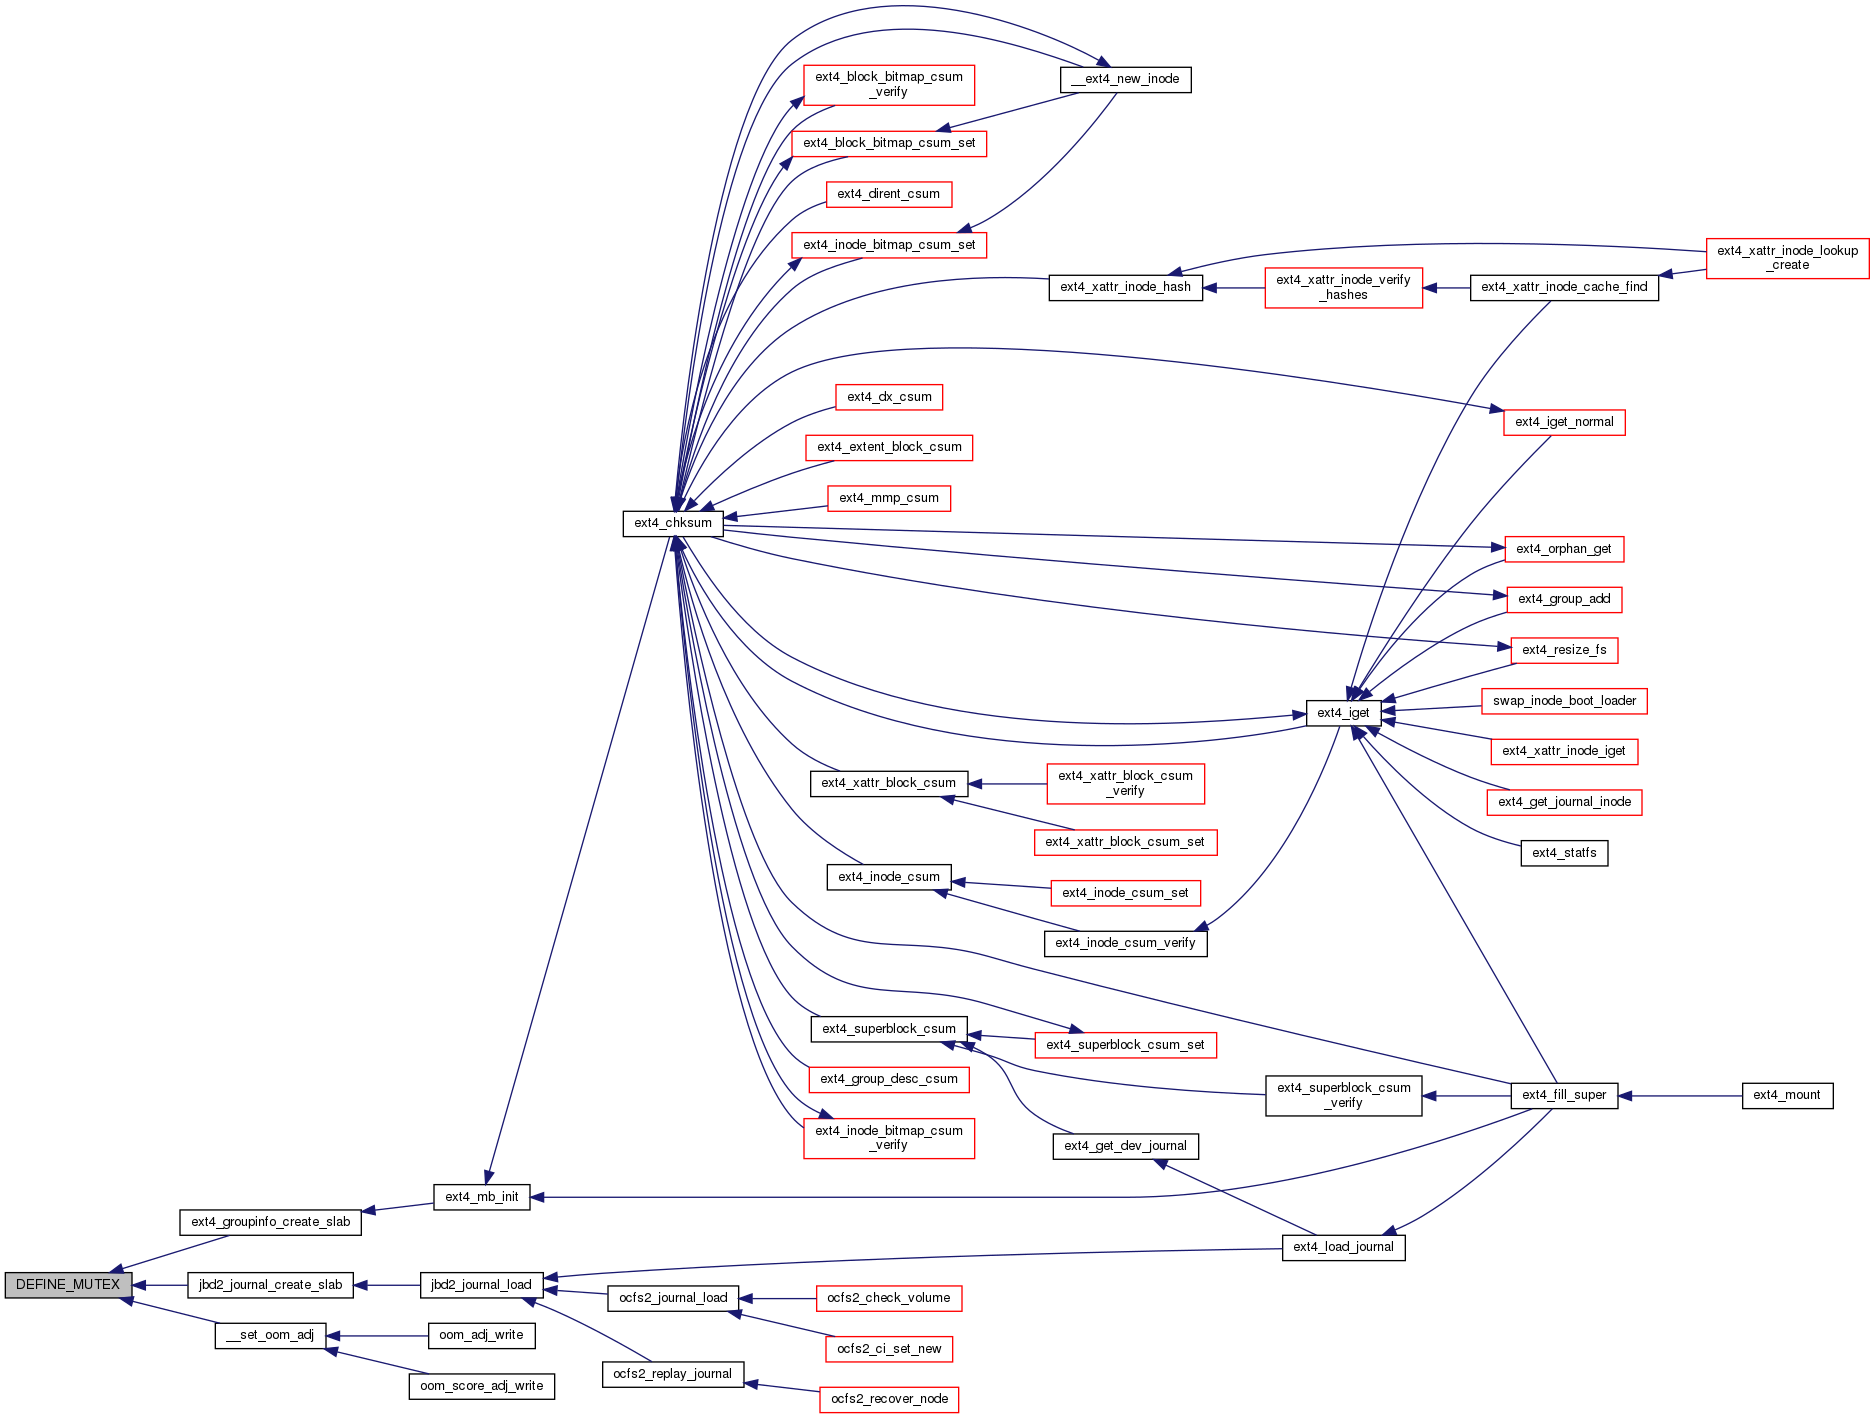 __ext4_new_inode
ext4_block_bitmap_csum
_verify
ext4_block_bitmap_csum_set
ext4_dirent_csum
ext4_inode_bitmap_csum_set
ext4_xattr_inode_lookup
_create
ext4_xattr_inode_hash
ext4_xattr_inode_verify
_hashes
ext4_xattr_inode_cache_find
ext4_dx_csum
ext4_iget_normal
ext4_extent_block_csum
ext4_mmp_csum
ext4_chksum
ext4_orphan_get
ext4_group_add
ext4_resize_fs
swap_inode_boot_loader
ext4_iget
ext4_xattr_inode_iget
ext4_xattr_block_csum
ext4_xattr_block_csum
_verify
ext4_get_journal_inode
ext4_xattr_block_csum_set
ext4_statfs
ext4_inode_csum
ext4_inode_csum_set
ext4_inode_csum_verify
ext4_superblock_csum
ext4_superblock_csum_set
ext4_group_desc_csum
ext4_superblock_csum
_verify
ext4_fill_super
ext4_mount
ext4_inode_bitmap_csum
_verify
ext4_get_dev_journal
ext4_mb_init
ext4_groupinfo_create_slab
ext4_load_journal
DEFINE_MUTEX
jbd2_journal_create_slab
jbd2_journal_load
ocfs2_journal_load
ocfs2_check_volume
__set_oom_adj
oom_adj_write
ocfs2_ci_set_new
ocfs2_replay_journal
oom_score_adj_write
ocfs2_recover_node